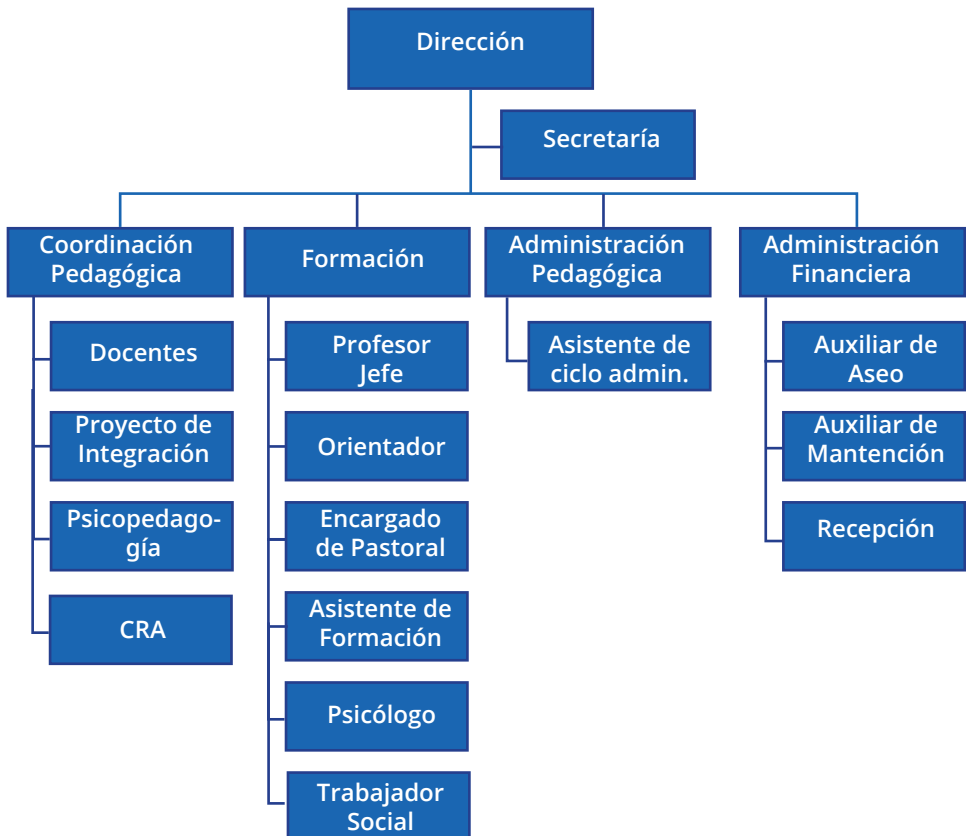 Dirección
Secretaría
Coordinación
Pedagógica
Formación
Administración
Pedagógica
Administración
Financiera
Docentes
Proyecto de
Integración
Psicopedago-
gía
CRA
Profesor
Jefe
Orientador
Encargado
de Pastoral
Asistente de
Formación
Psicólogo
Trabajador
Social
Asistente de
ciclo admin.
Auxiliar de
Aseo
Auxiliar de
Mantención
Recepción